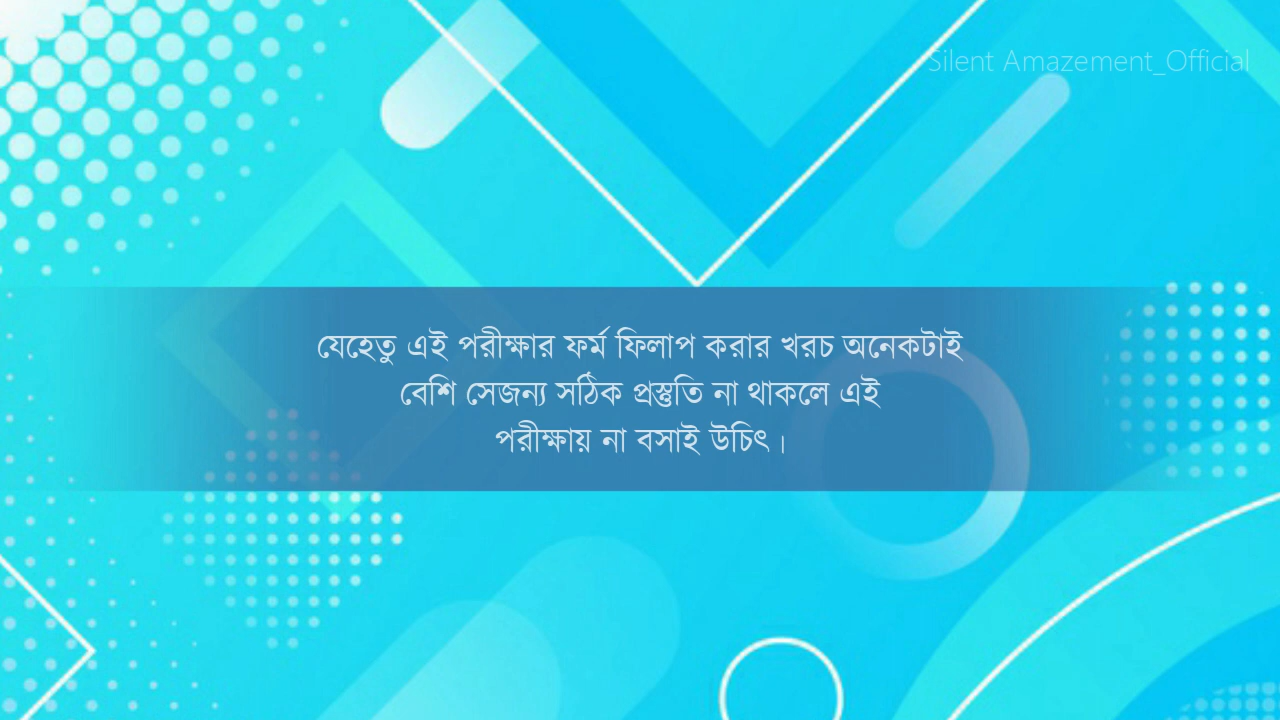 Silent Amazement_Official
যেহেতু এই পরীক্ষার ফর্ম ফিলাপ করার খরচ অনেকটাই
বেশি সেজন্য সঠিক প্রস্তুতি না থাকলে এই
পরীক্ষায় না বসাই উচিৎ।